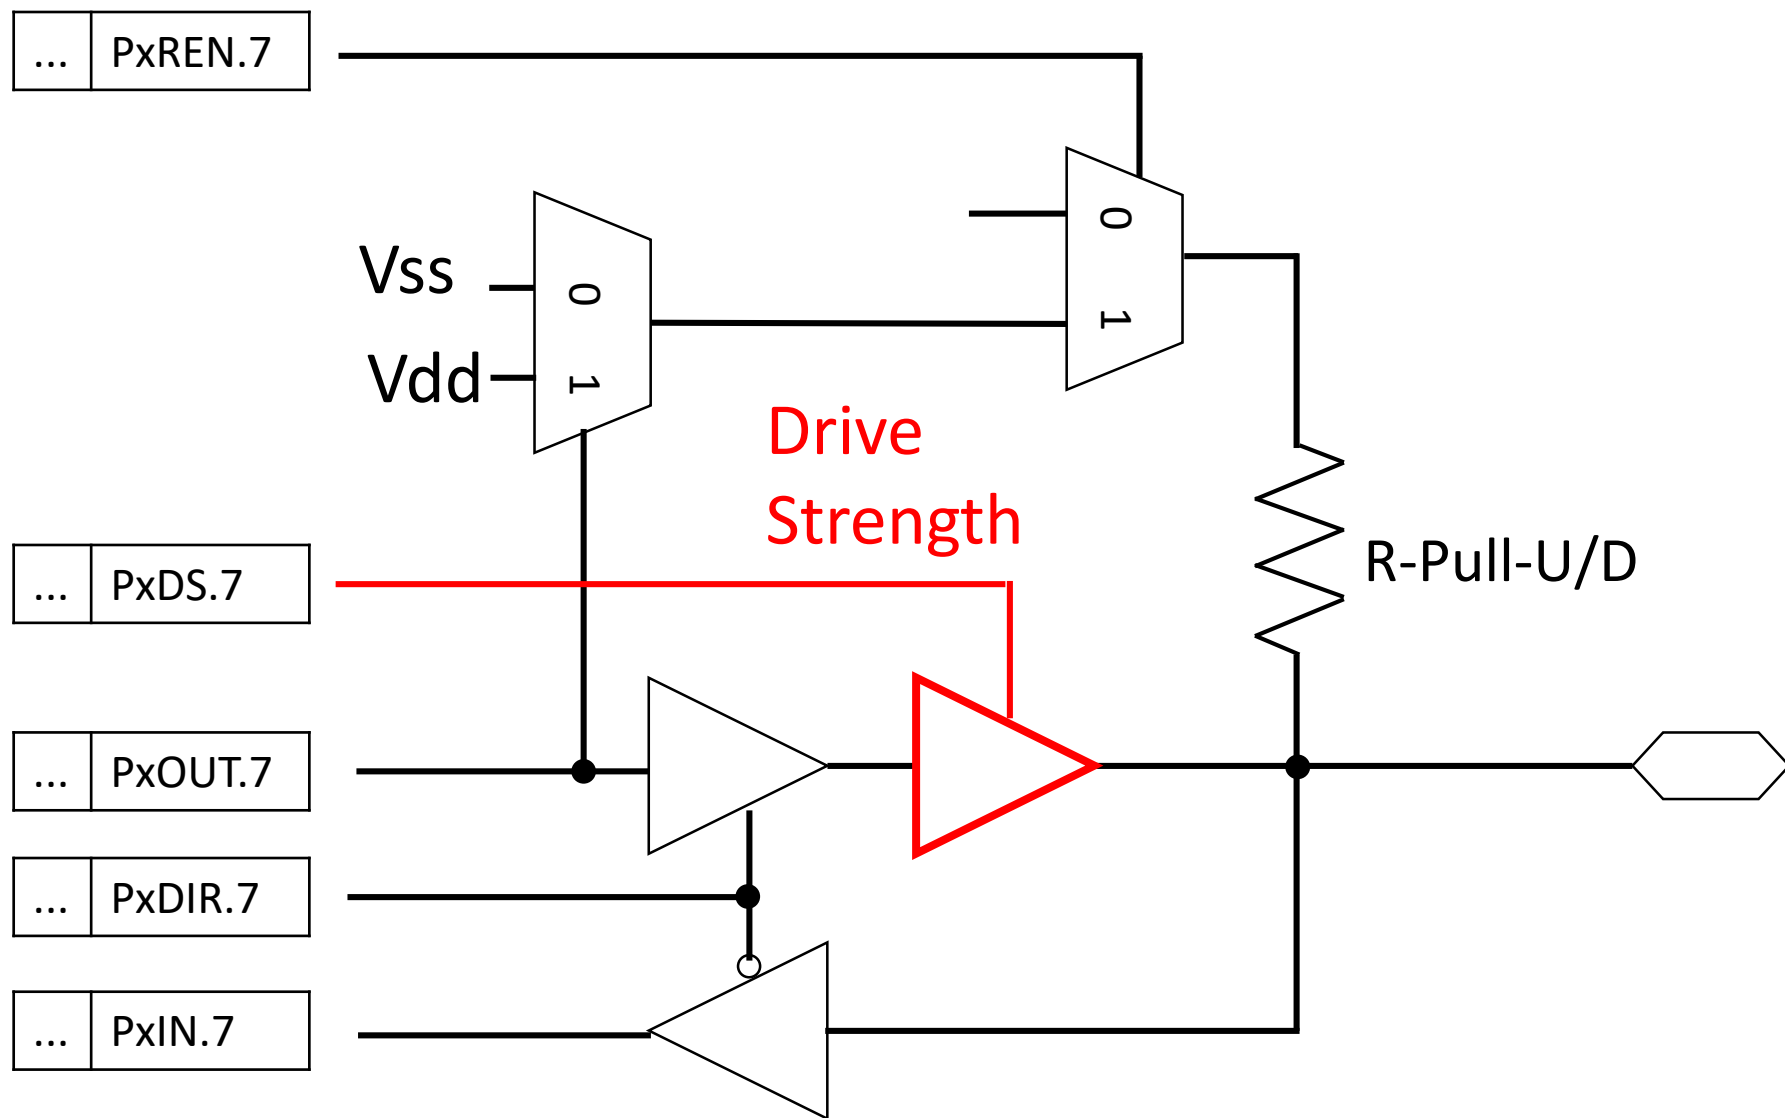 ... PxREN.7
0
Vss
0
1
Vdd
1
Drive
Strength
R-Pull-U/D
... PxDS.7
... PxOUT.7
... PxDIR.7
... PxIN.7